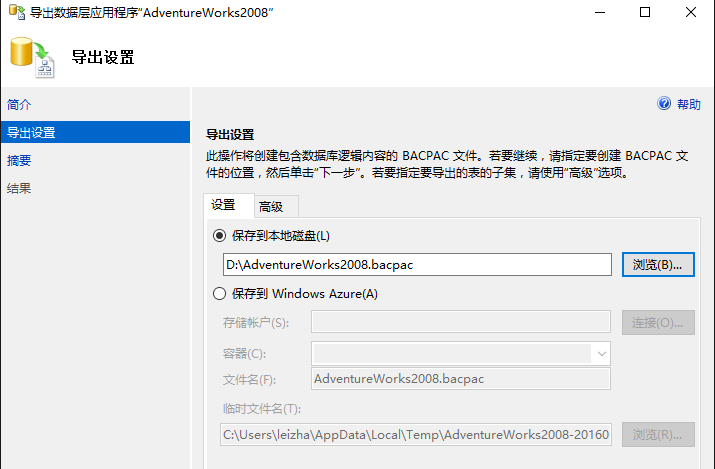 导出数据层应用程序"AdventureWorks2008"
导出设置
简介
导出设置
摘要
结果
帮助
导出设置
此操作将创建包含数据库逻辑内容的 BACPAC 文件。若要继续，请指定要创建 BACPAC 文
件的位置，然后单击"下一步"。若要指定要导出的表的子集，请使用"高级"选项。
设置 高级
保存到本地磁盘(L)
D:\AdventureWorks2008.bacpac 浏览(B)...
保存到 Windows Azure(A)
存储帐户(S): 连接(O)...
容器(C):
文件名(F): AdventureWorks2008.bacpac
临时文件名(T):
C:\Users\leizha\AppData\Local\Temp\AdventureWorks2008-20160 浏览(R)...